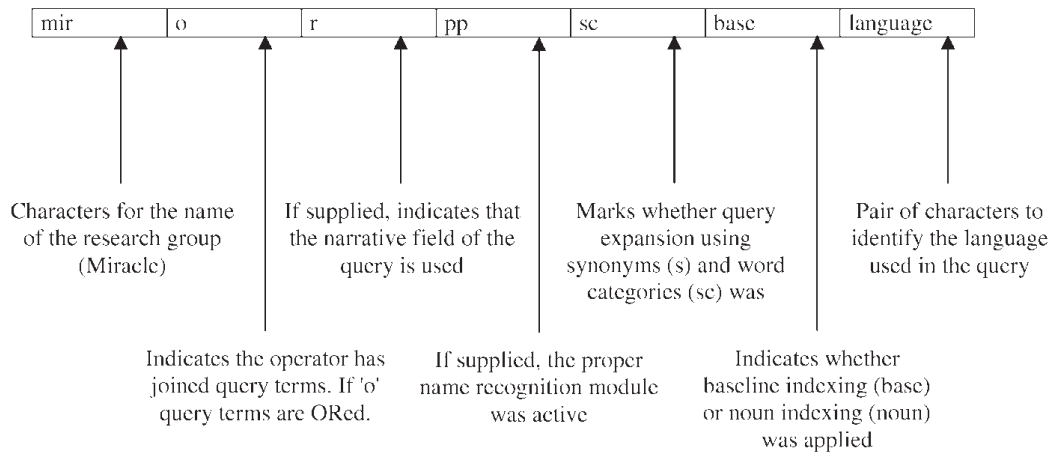 mir o r pp sc base language
Characters for the name
of the research group
(Miracle)
If supplied, indicates that
the narrative field of the
query is used
Marks whether query
expansion using
synonyms (s) and word
categories (sc) was
Pair of characters to
identify the language
used in the query
Indicates the operator has
joined query terms. If 'o'
query terms are ORed.
If supplied, the proper
name recognition module
was active
Indicates whether
baseline indexing (base)
or noun indexing (noun)
was applied